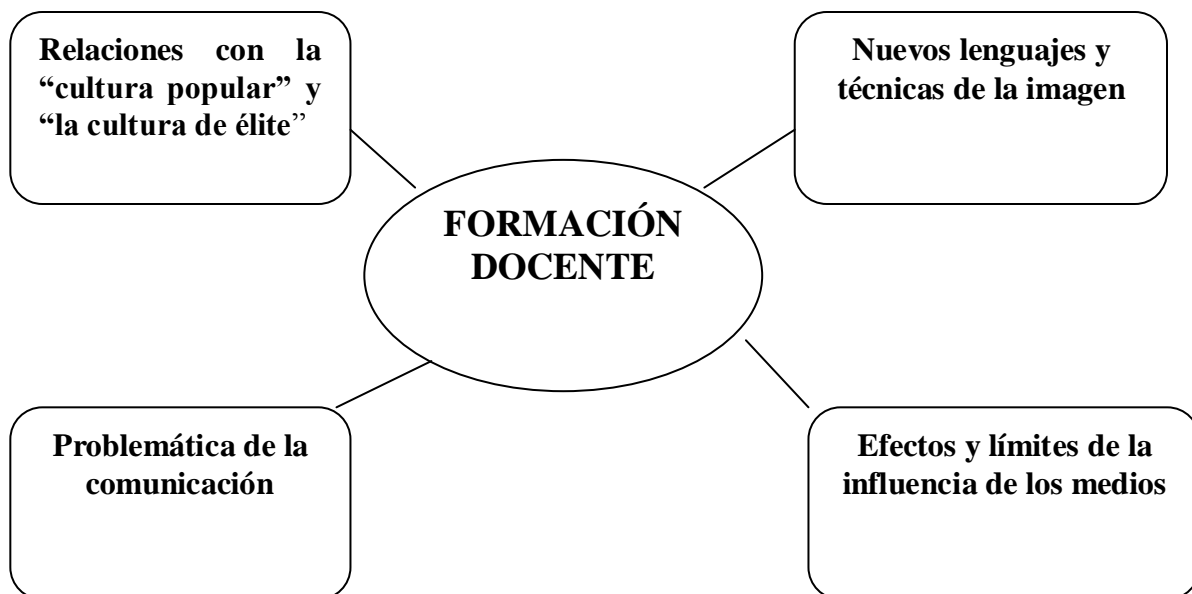 Relaciones con la
“cultura popular” y
“la cultura de élite”
Nuevos lenguajes y
técnicas de la imagen
FORMACIÓN
DOCENTE
Problemática de la
comunicación
Efectos y límites de la
influencia de los medios